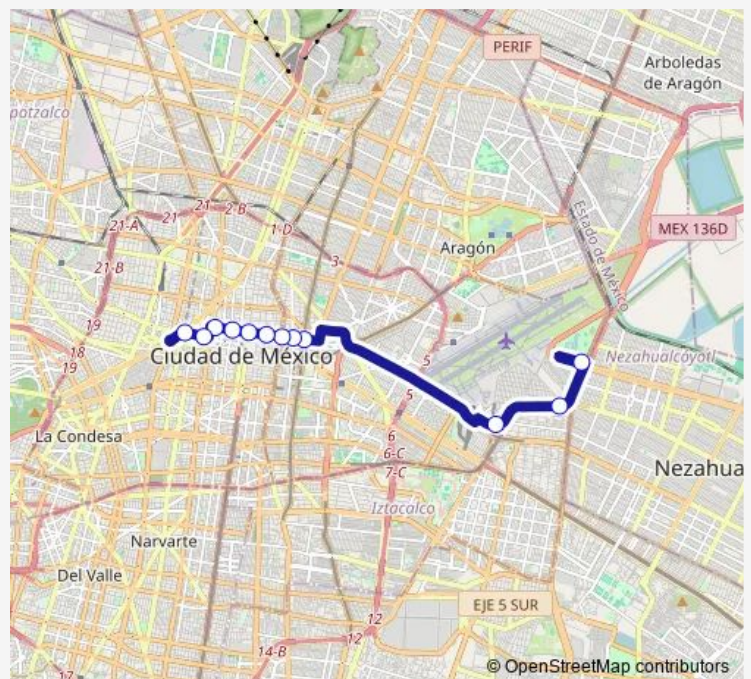 PERIF
Arboledas
de Aragón
potzalco
21-A
21
21
2-B
1-D
Estado de México
MEX 136D
Aragón
3
21-B
19
18
19
Ciudad de México
5
5
Nezahualcóyotl
La Condesa
6
6-C
7-C
Nezahua
Iztacalco
Narvarte
Del Valle
EJE 5 SUR
12
12
14-B
17
© OpenStreetMap contributors